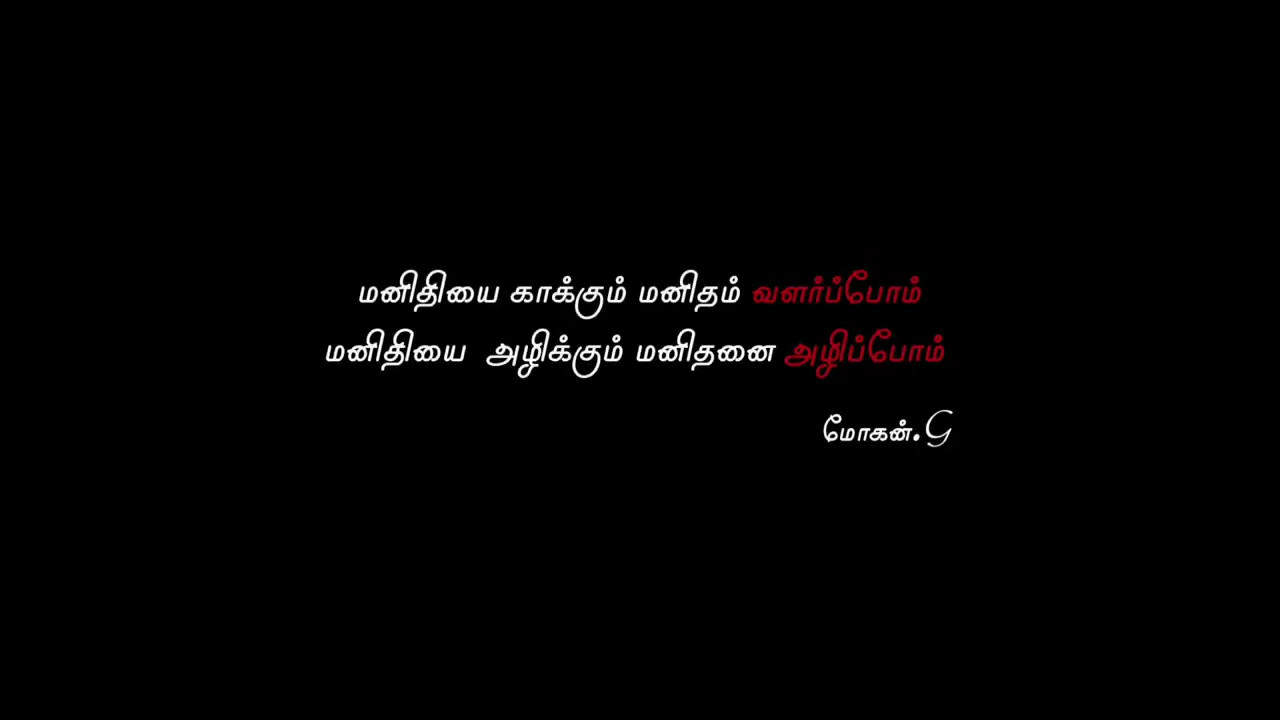 மனிதியை காக்கும் மனிதம் வளர்ப்போம்
மனிதியை அழிக்கும் மனிதனை அழிப்போம்
மோகன்.G